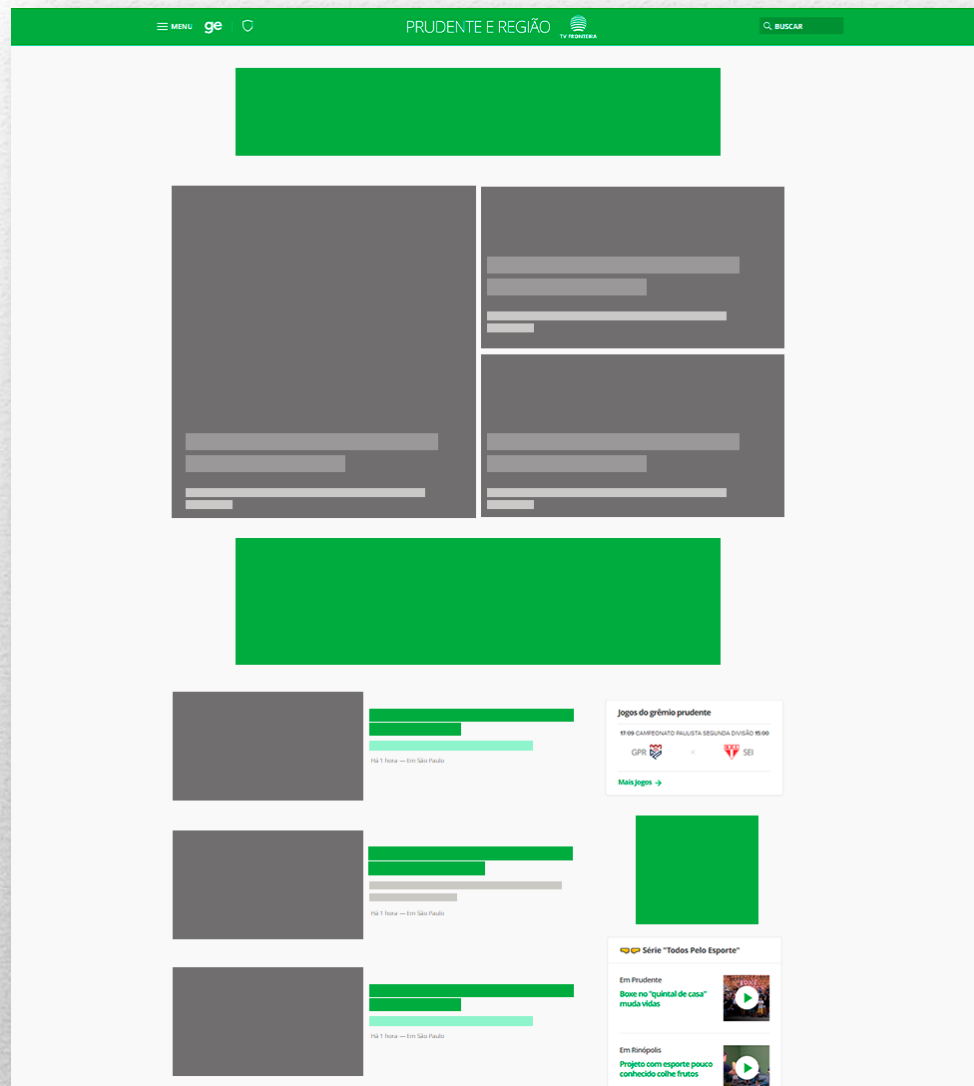 MENU
ge
PRUDENTE E REGIÃO
TV FRONTEIRA
BUSCAR
Há 1 hora — Em São Paulo
Jogos do grêmio prudente
17:09 CAMPEONATO PAULISTA SEGUNDA DIVISÃO 15:00
GPR
SEI
Mais Jogos →
Há 1 hora — Em São Paulo
Série "Todos Pelo Esporte"
Em Prudente
Boxe no "quintal de casa"
muda vidas
BOXE
Há 1 hora — Em São Paulo
Em Rinópolis
Projeto com esporte pouco
conhecido colhe frutos